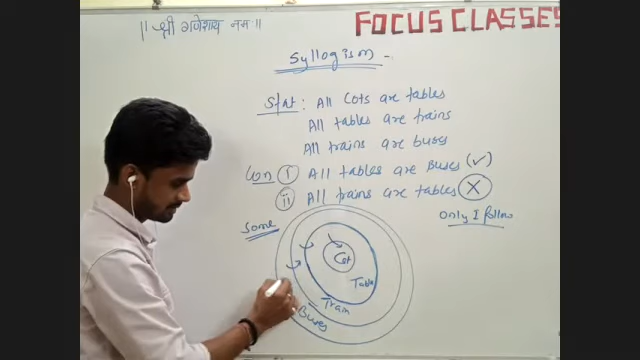 || श्री गणेशाय नमः ||
FOCUS CLASSES
Syllogism
Stat : All Cots are tables
All tables are trains
All trains are buses
Con (i) All tables are Buses (✓)
(ii) All trains are tables (X)
Only I follow
Some
Cot
Table
Train
Buses